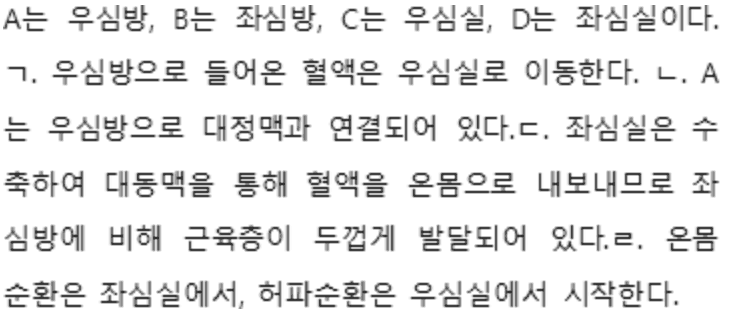 A는 우심방, B는 좌심방, C는 우심실, D는 좌심실이다.
ㄱ. 우심방으로 들어온 혈액은 우심실로 이동한다. ㄴ. A
는 우심방으로 대정맥과 연결되어 있다.ㄷ. 좌심실은 수
축하여 대동맥을 통해 혈액을 온몸으로 내보내므로 좌
심방에 비해 근육층이 두껍게 발달되어 있다.ㄹ. 온몸
순환은 좌심실에서, 허파순환은 우심실에서 시작한다.